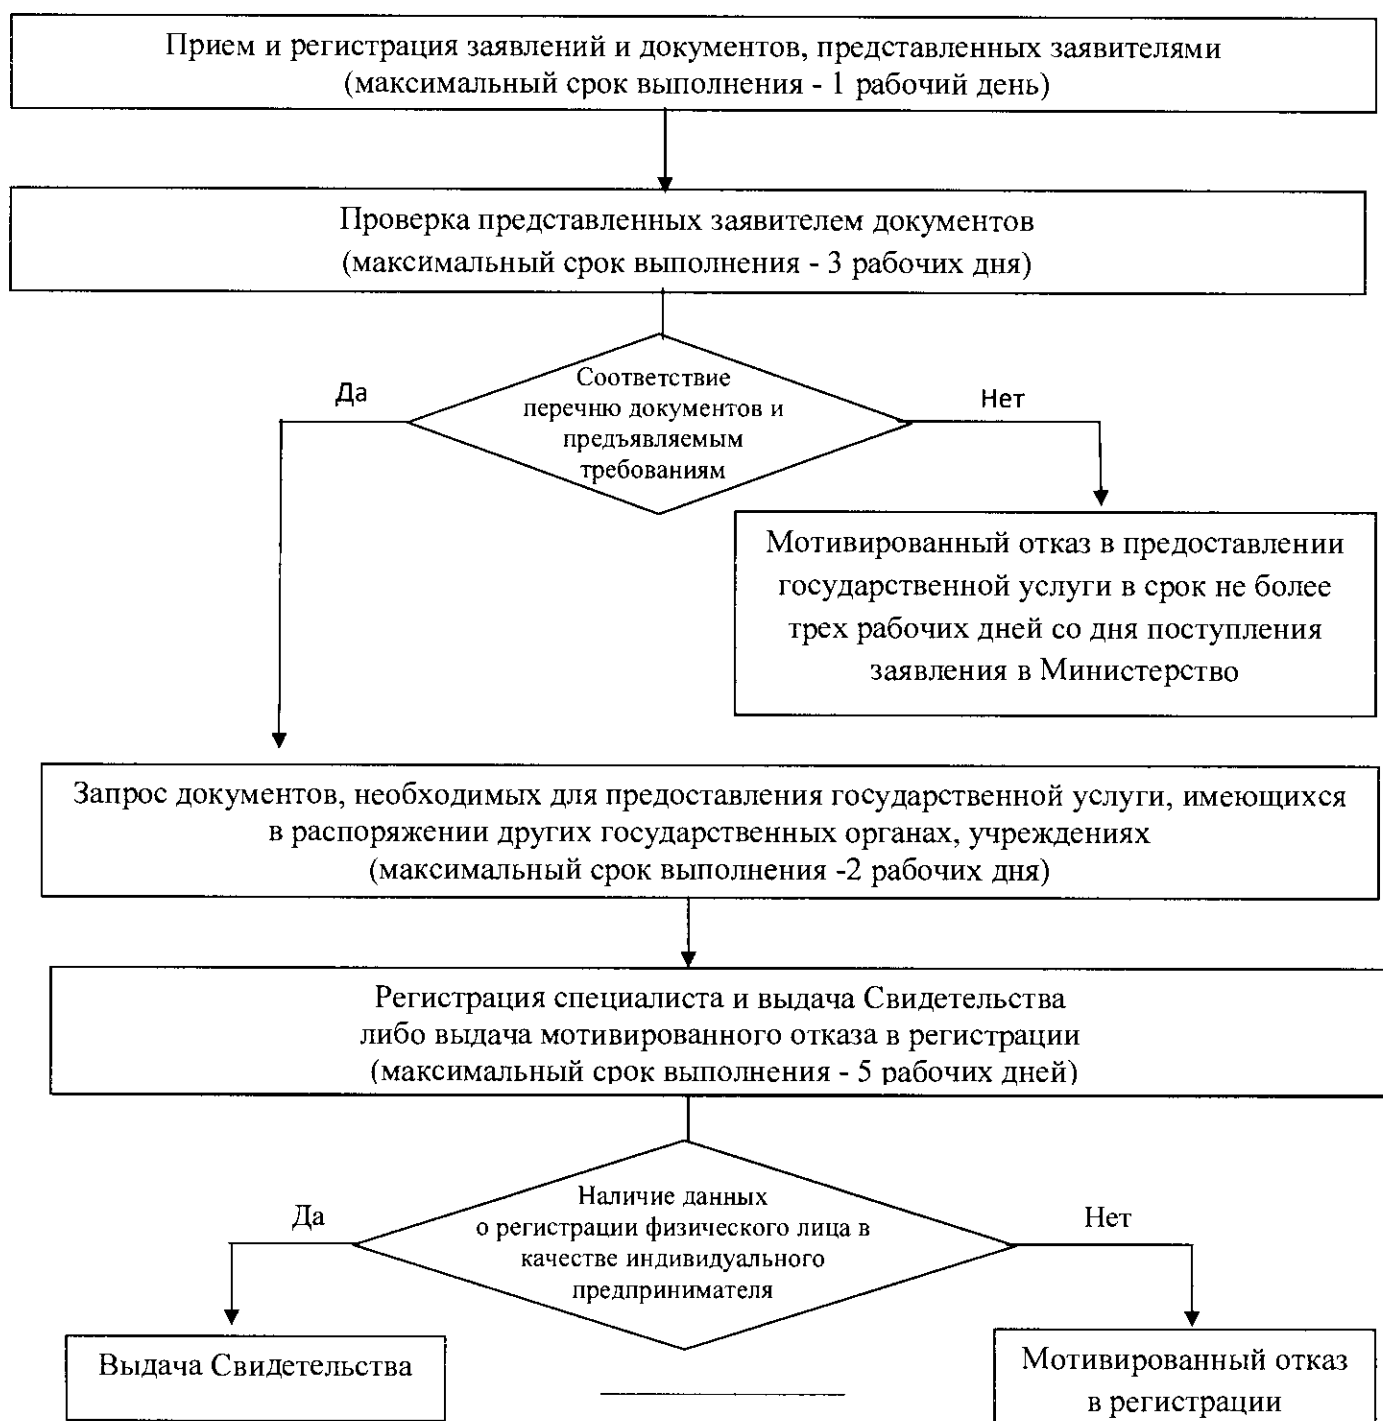 Прием и регистрация заявлений и документов, представленных заявителями
(максимальный срок выполнения - 1 рабочий день)
Проверка представленных заявителем документов
(максимальный срок выполнения - 3 рабочих дня)
Да
Соответствие
перечню документов и
предъявляемым
требованиям
Нет
Мотивированный отказ в предоставлении
государственной услуги в срок не более
трех рабочих дней со дня поступления
заявления в Министерство
Запрос документов, необходимых для предоставления государственной услуги, имеющихся
в распоряжении других государственных органах, учреждениях
(максимальный срок выполнения -2 рабочих дня)
Регистрация специалиста и выдача Свидетельства
либо выдача мотивированного отказа в регистрации
(максимальный срок выполнения - 5 рабочих дней)
Да
Наличие данных
о регистрации физического лица в
качестве индивидуального
предпринимателя
Нет
Выдача Свидетельства
Мотивированный отказ
в регистрации